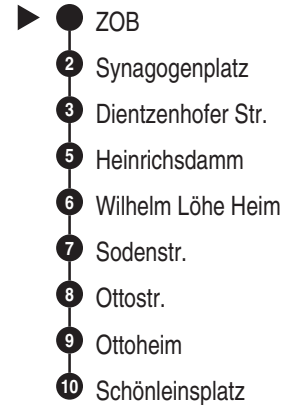 ZOB
2 Synagogenplatz
3 Dientzenhofer Str.
5 Heinrichsdamm
6 Wilhelm Löhe Heim
7 Sodenstr.
8 Ottostr.
9 Ottoheim
10 Schönleinsplatz